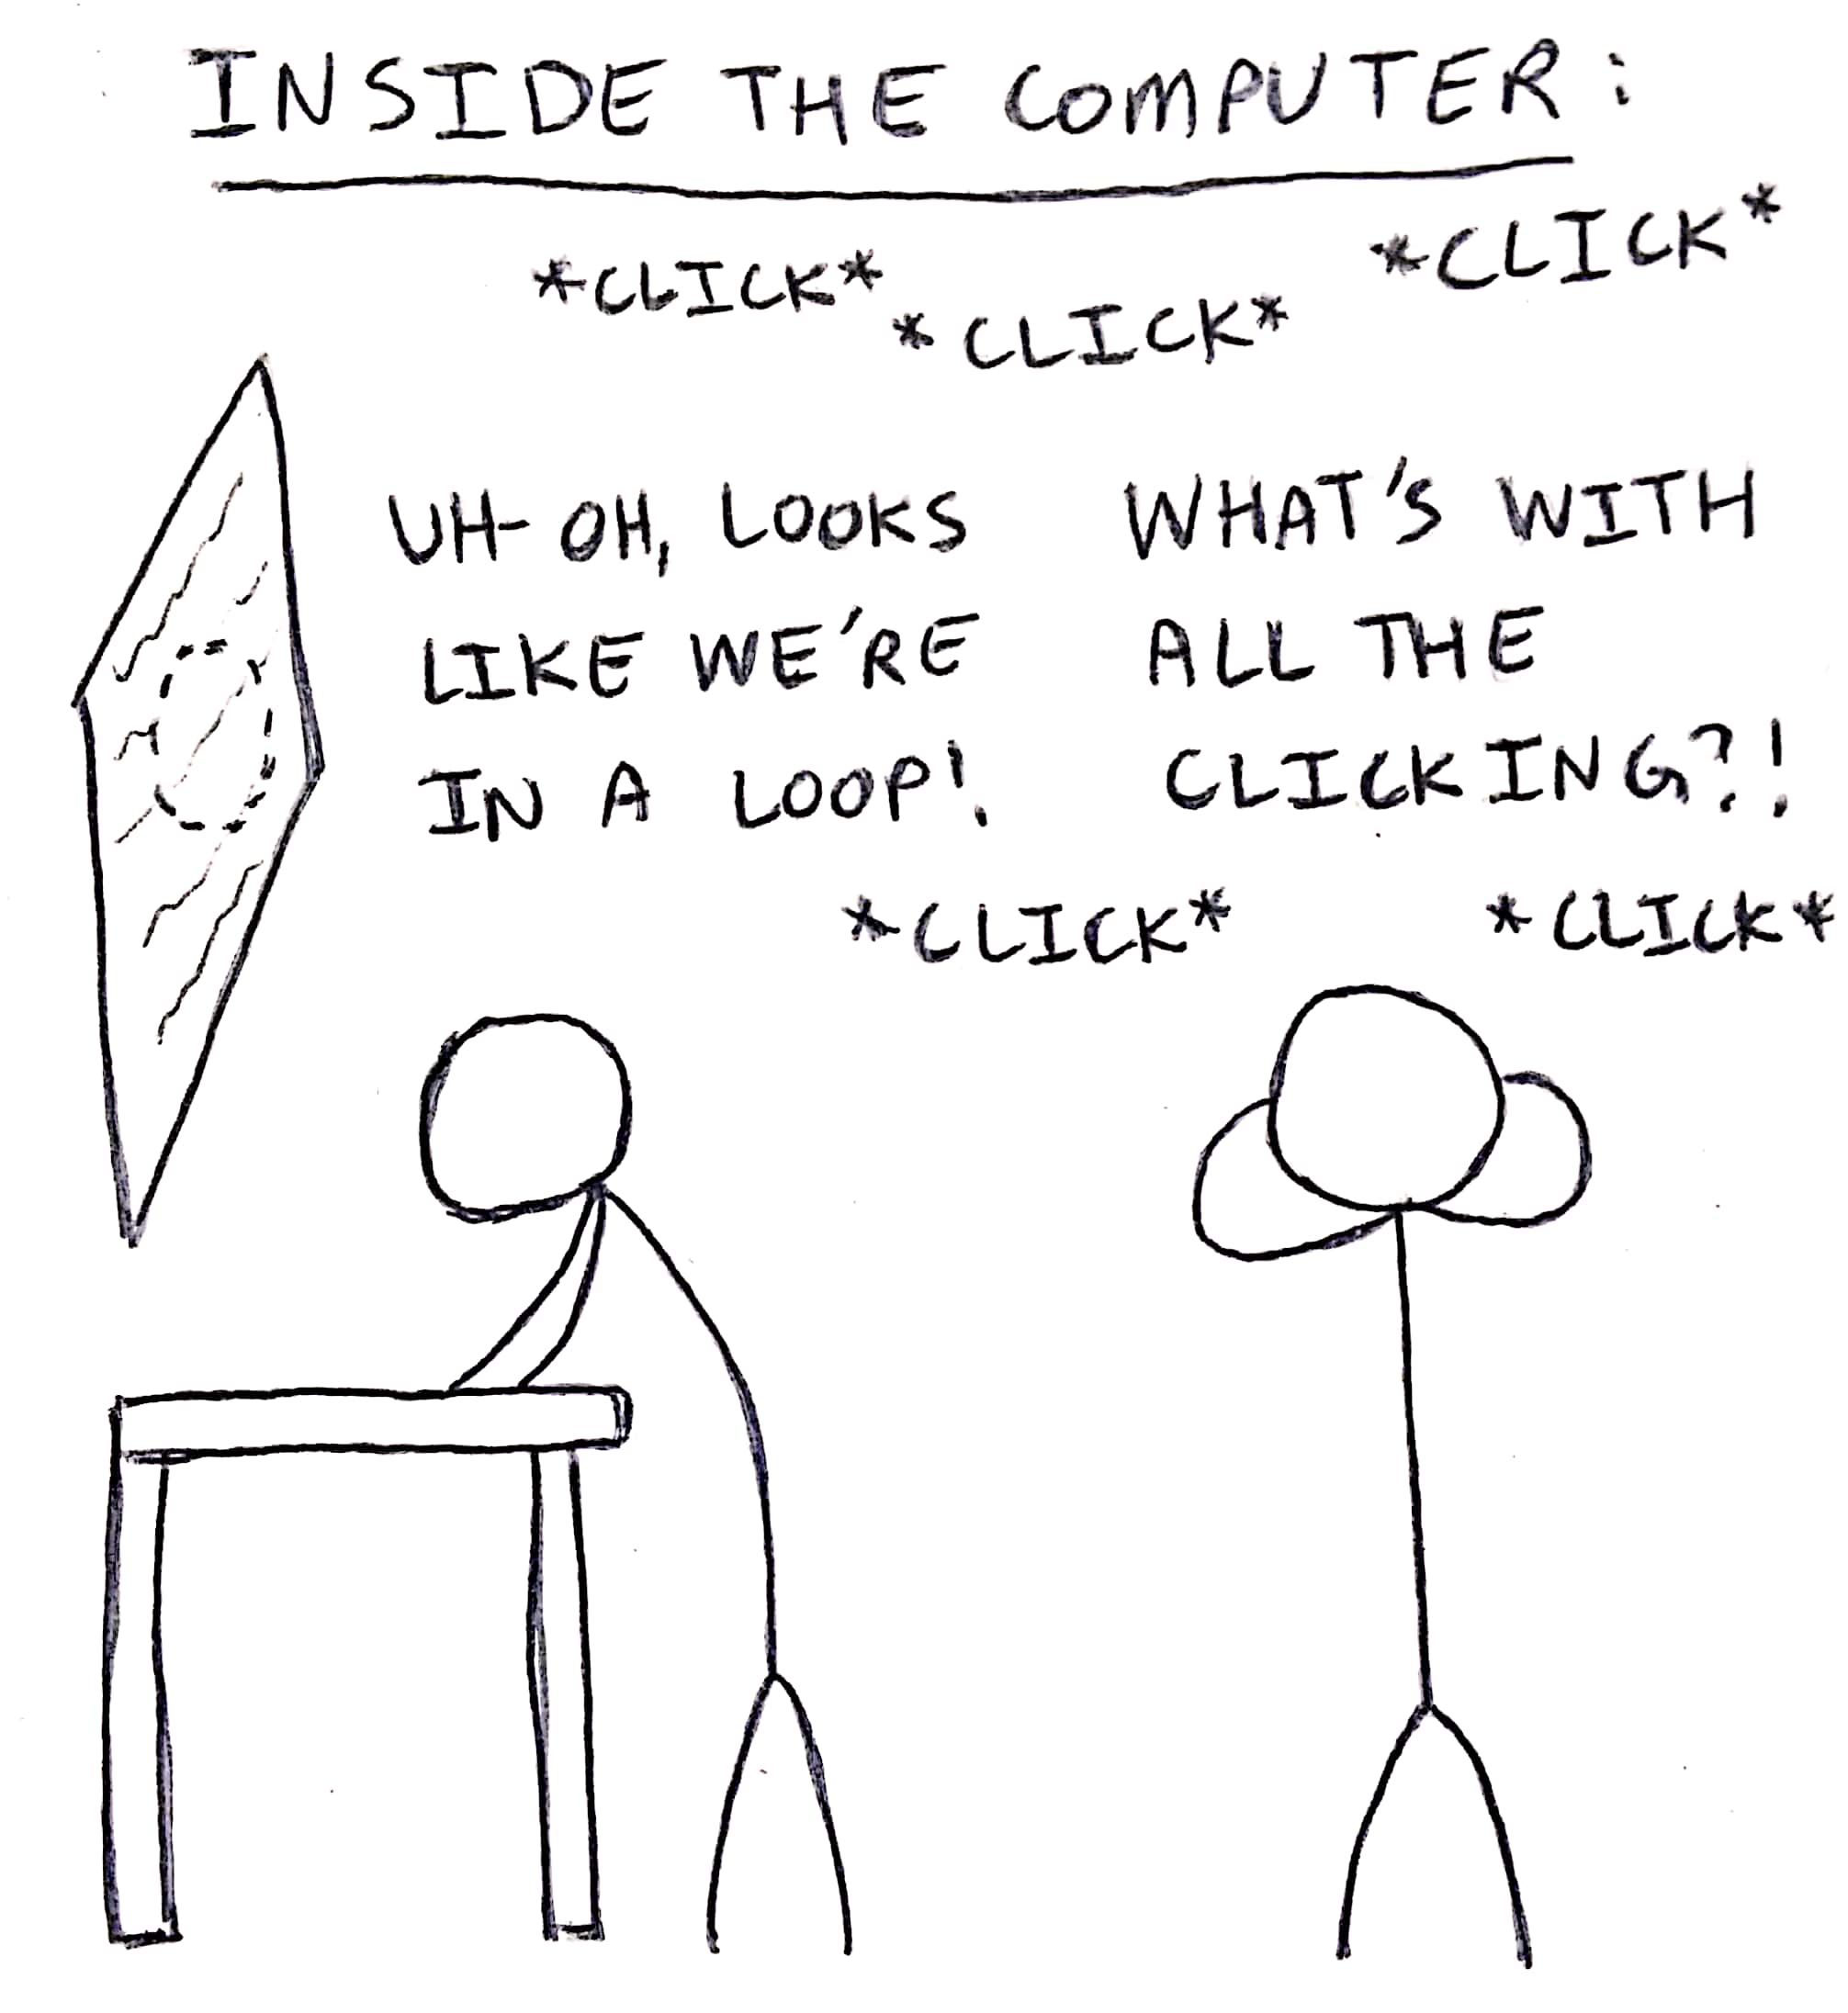 INSIDE THE COMPUTER:
*CLICK*
*CLICK*
*CLICK*
UH-OH, LOOKS
LIKE WE'RE
IN A LOOP!
WHAT'S WITH
ALL THE
CLICKING?!
*CLICK*
*CLICK*